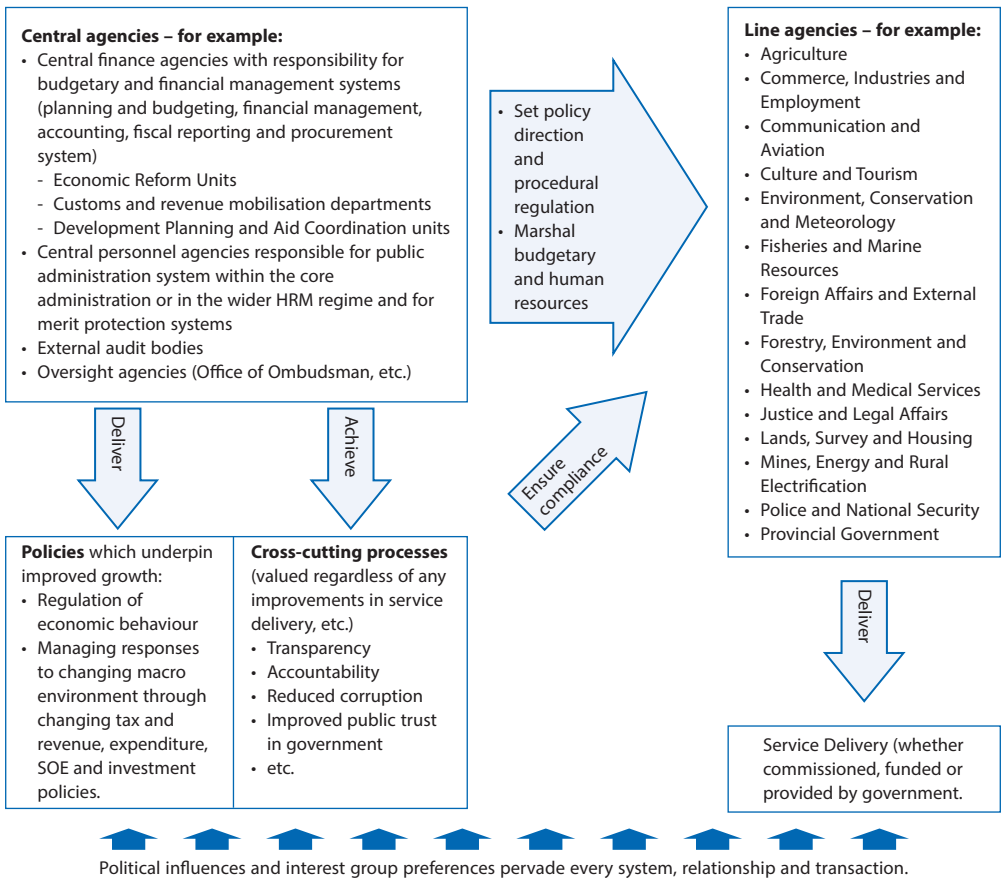 Central agencies – for example:
• Central finance agencies with responsibility for
budgetary and financial management systems
(planning and budgeting, financial management,
accounting, fiscal reporting and procurement
system)
- Economic Reform Units
- Customs and revenue mobilisation departments
- Development Planning and Aid Coordination units
• Central personnel agencies responsible for public
administration system within the core
administration or in the wider HRM regime and for
merit protection systems
• External audit bodies
• Oversight agencies (Office of Ombudsman, etc.)
• Set policy
direction
and
procedural
regulation
• Marshal
budgetary
and human
resources
Line agencies – for example:
• Agriculture
• Commerce, Industries and
Employment
• Communication and
Aviation
• Culture and Tourism
• Environment, Conservation
and Meteorology
• Fisheries and Marine
Resources
• Foreign Affairs and External
Trade
• Forestry, Environment and
Conservation
• Health and Medical Services
• Justice and Legal Affairs
• Lands, Survey and Housing
• Mines, Energy and Rural
Electrification
• Police and National Security
• Provincial Government
Deliver
Achieve
Ensure
compliance
Policies which underpin
improved growth:
• Regulation of
economic behaviour
• Managing responses
to changing macro
environment through
changing tax and
revenue, expenditure,
SOE and investment
policies.
Cross-cutting processes
(valued regardless of any
improvements in service
delivery, etc.)
• Transparency
• Accountability
• Reduced corruption
• Improved public trust
in government
• etc.
Deliver
Service Delivery (whether
commissioned, funded or
provided by government.
Political influences and interest group preferences pervade every system, relationship and transaction.